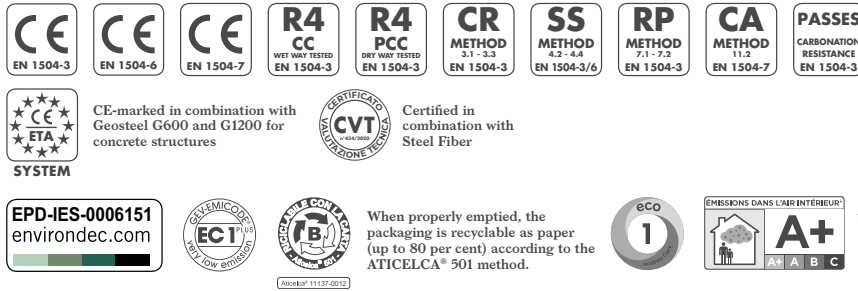 CE
EN 1504-3
CE
EN 1504-6
CE
EN 1504-7
R4
CC
WET WAY TESTED
EN 1504-3
R4
PCC
DRY WAY TESTED
EN 1504-3
CR
METHOD
3.1 - 3.3
EN 1504-3
SS
METHOD
4.2 - 4.4
EN 1504-3/6
RP
METHOD
7.1 - 7.2
EN 1504-3
CA
METHOD
11.2
EN 1504-7
PASSES
CARBONATION
RESISTANCE
EN 1504-3
CE
ETA
SYSTEM
CE-marked in combination with
Geosteel G600 and G1200 for
concrete structures
CERTIFICATO
CVT
n°434/2020
VALUTAZIONE TECNICA
Certified in
combination with
Steel Fiber
EPD-IES-0006151
environdec.com
GEV-EMICODE®
EC 1 PLUS
very low emission
RICICLABILE CON LA CARTA
B
Aticelca® 501
Aticelca® 11137-0012
When properly emptied, the
packaging is recyclable as paper
(up to 80 per cent) according to the
ATICELCA® 501 method.
eco
1
ÉMISSIONS DANS L'AIR INTÉRIEUR*
A+
A+ A B C